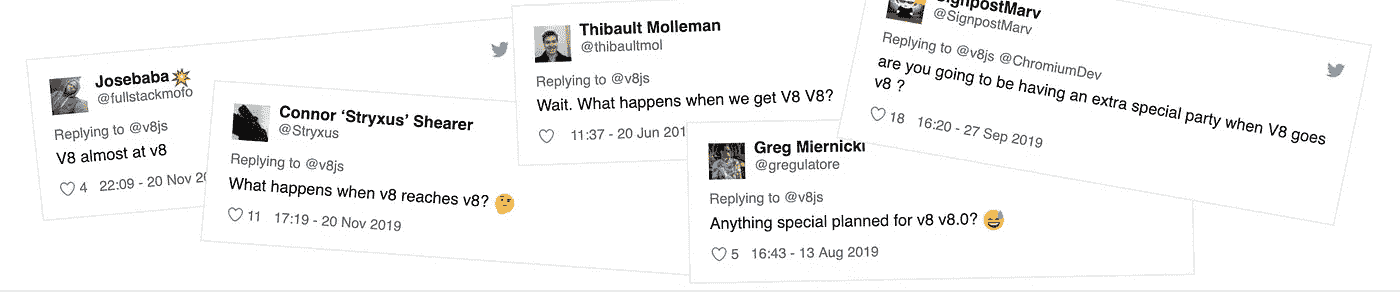 Josebaba💥
@fullstackmofo
Replying to @v8js
V8 almost at v8
4 22:09 - 20 Nov 20
Connor ‘Stryxus’ Shearer
@Stryxus
Replying to @v8js
What happens when v8 reaches v8? 🤔
11 17:19 - 20 Nov 2019
Thibault Molleman
@thibaultmol
Replying to @v8js
Wait. What happens when we get V8 V8?
11:37 - 20 Jun 201
Greg Miernicki
@gregulatore
Replying to @v8js
Anything special planned for v8 v8.0? 😅
5 16:43 - 13 Aug 2019
SignpostMarv
@SignpostMarv
Replying to @v8js @ChromiumDev
are you going to be having an extra special party when V8 goes
v8 ?
18 16:20 - 27 Sep 2019